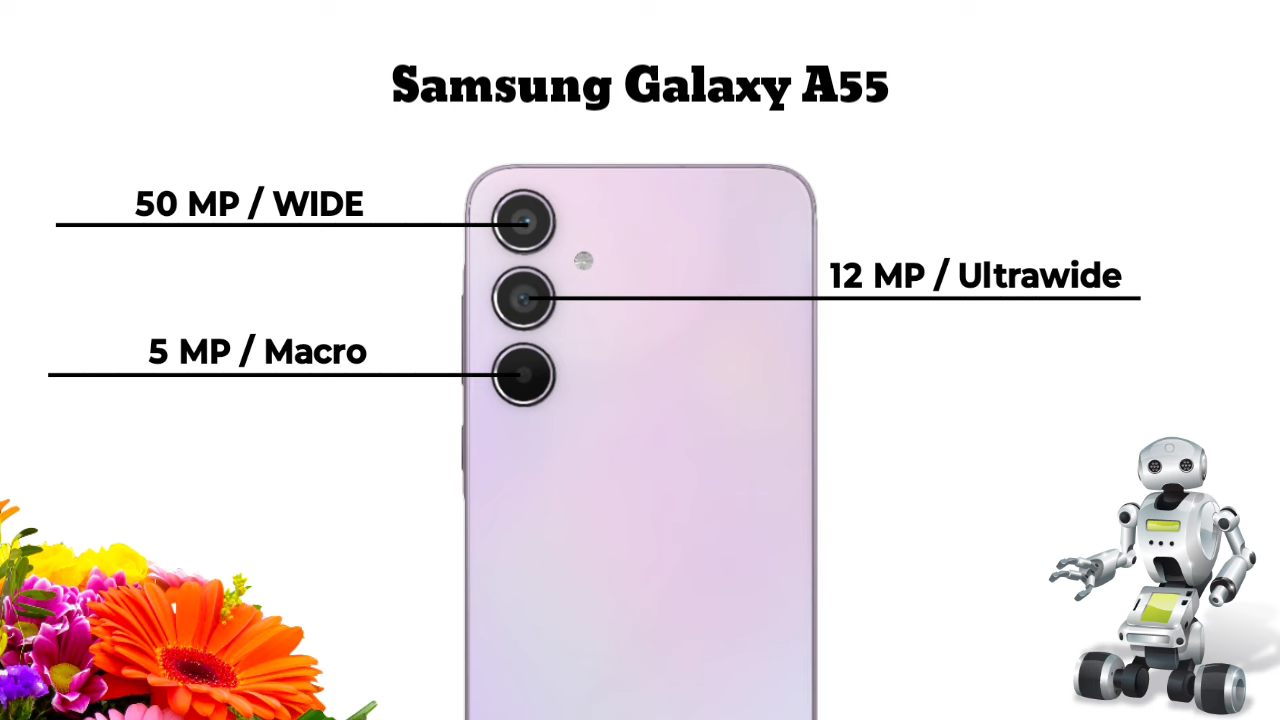 Samsung Galaxy A55
50 MP / WIDE
12 MP / Ultrawide
5 MP / Macro